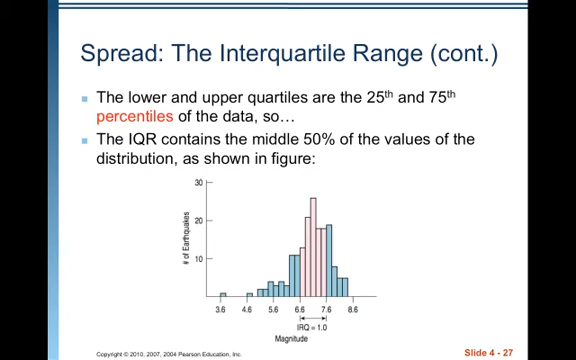 Spread: The Interquartile Range (cont.)
The lower and upper quartiles are the 25th and 75th
percentiles of the data, so…
The IQR contains the middle 50% of the values of the
distribution, as shown in figure:
30
20
10
# of Earthquakes
3.6 4.6 5.6 6.6 7.6 8.6
IRQ = 1.0
Magnitude
Copyright © 2010, 2007, 2004 Pearson Education, Inc.
Slide 4 - 27